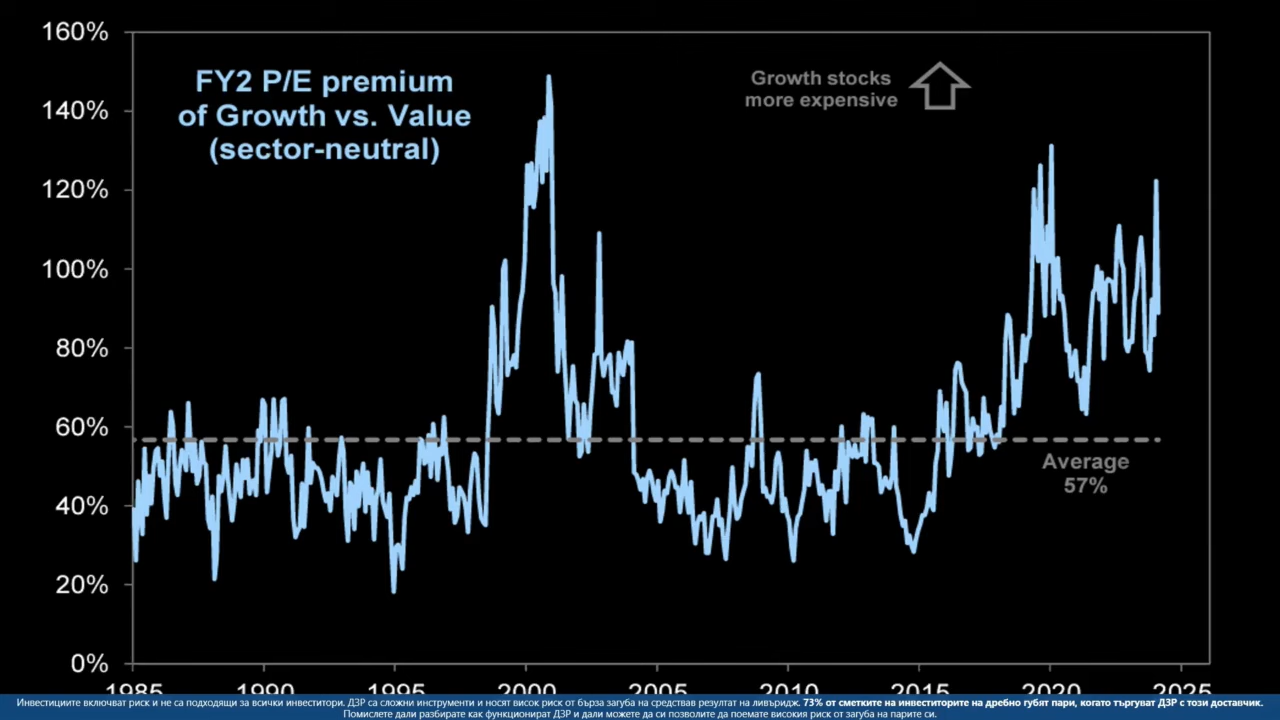 160%
FY2 P/E premium
of Growth vs. Value
(sector-neutral)
Growth stocks
more expensive
140%
120%
100%
80%
60%
Average
57%
40%
20%
0%
1985 1990 1995 2000 2005 2010 2015 2020 2025
Инвестициите включват риск и не са подходящи за всички инвеститори. ДЗР са сложни инструменти и носят висок риск от бърза загуба на средствав резултат на ливъридж. 73% от сметките на инвеститорите на дребно губят пари, когато търгуват ДЗР с този доставчик.
Помислете дали разбирате как функционират ДЗР и дали можете да си позволите да поемате високия риск от загуба на парите си.